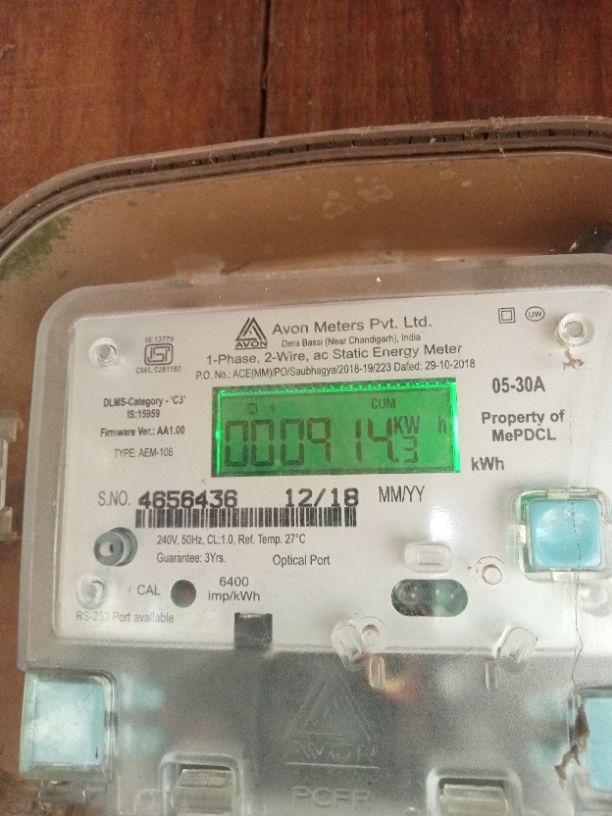 AVON
Avon Meters Pvt. Ltd.
Dera Bassi (Near Chandigarh), India
UW
IS 13779
CM/L:
1-Phase, 2-Wire, ac Static Energy Meter
P.O. No.: ACE(MM)/PO/Saubhagya/2018-19/223 Dated: 29-10-2018
DLMS-Category - 'C3'
IS:15959
Firmware Ver.: AA1.00
TYPE: AEM-106
CUM
000914.3 KW h
05-30A
Property of
MePDCL
kWh
S.NO. 4656436 12/18 MM/YY
240V, 50Hz, CL:1.0, Ref. Temp. 27°C
Guarantee: 3Yrs. Optical Port
CAL 6400
imp/kWh
RS-232 Port available
AVON